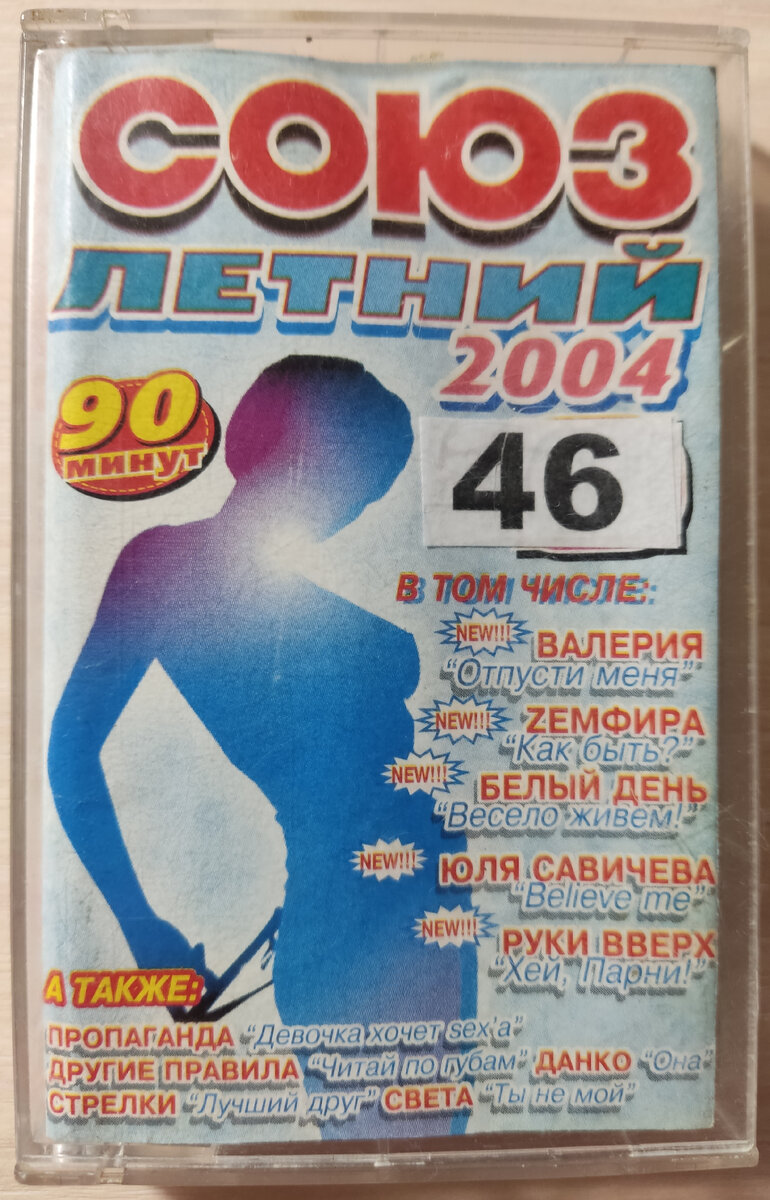 СОЮЗ
ЛЕТНИЙ
2004
90
минут
46
В ТОМ ЧИСЛЕ:
NEW!!! ВАЛЕРИЯ
"Отпусти меня"
NEW!!! ZЕМФИРА
"Как быть?"
NEW!!! БЕЛЫЙ ДЕНЬ
"Весело живем!"
NEW!!! ЮЛЯ САВИЧЕВА
"Believe me"
NEW!!! РУКИ ВВЕРХ
"Хей, Парни!"
А ТАКЖЕ:
ПРОПАГАНДА "Девочка хочет sex'а"
ДРУГИЕ ПРАВИЛА "Читай по губам" ДАНКО "Она"
СТРЕЛКИ "Лучший друг" СВЕТА "Ты не мой"